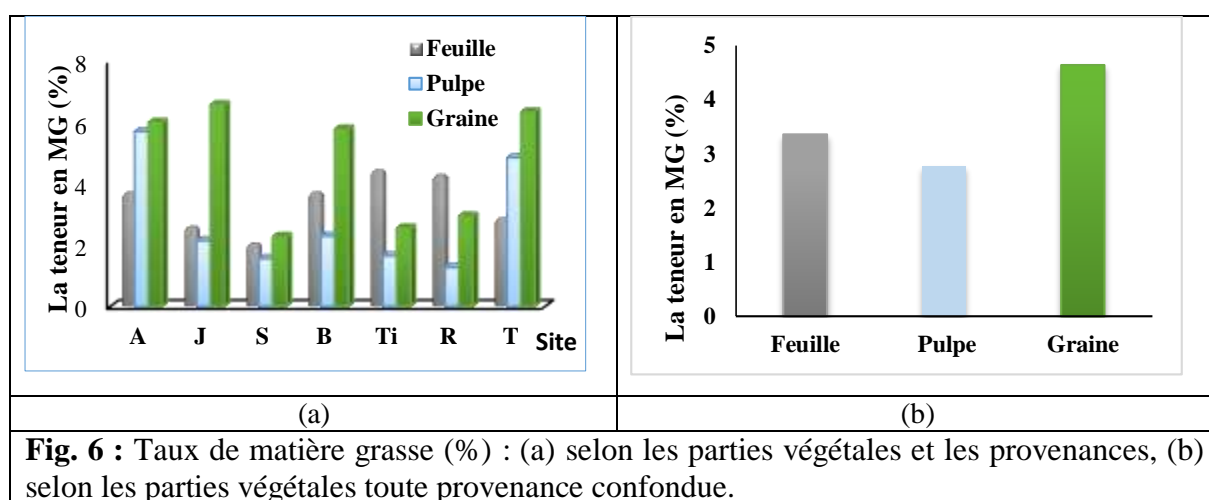 La teneur en MG (%)
8
6
4
2
0
Feuille
Pulpe
Graine
A J S B Ti R T Site
La teneur en MG (%)
5
4
3
2
1
0
Feuille Pulpe Graine
(a) (b)
Fig. 6 : Taux de matière grasse (%) : (a) selon les parties végétales et les provenances, (b)
selon les parties végétales toute provenance confondue.